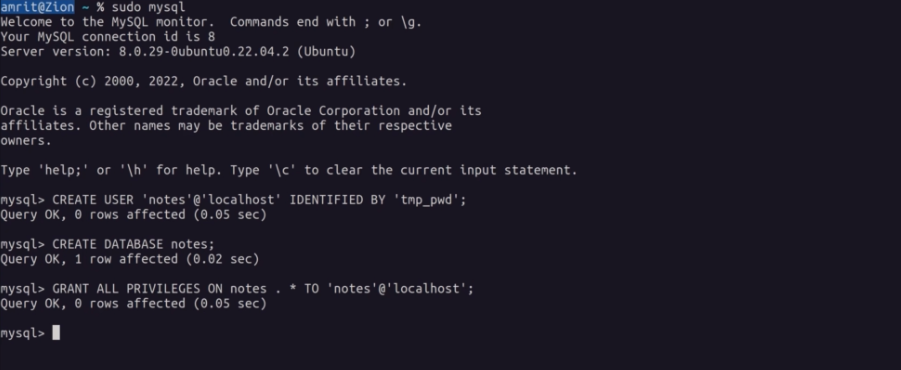 amrit@Zion ~ % sudo mysql
Welcome to the MySQL monitor.  Commands end with ; or \g.
Your MySQL connection id is 8
Server version: 8.0.29-0ubuntu0.22.04.2 (Ubuntu)
Copyright (c) 2000, 2022, Oracle and/or its affiliates.
Oracle is a registered trademark of Oracle Corporation and/or its
affiliates. Other names may be trademarks of their respective
owners.
Type 'help;' or '\h' for help. Type '\c' to clear the current input statement.
mysql> CREATE USER 'notes'@'localhost' IDENTIFIED BY 'tmp_pwd';
Query OK, 0 rows affected (0.05 sec)
mysql> CREATE DATABASE notes;
Query OK, 1 row affected (0.02 sec)
mysql> GRANT ALL PRIVILEGES ON notes . * TO 'notes'@'localhost';
Query OK, 0 rows affected (0.05 sec)
mysql>